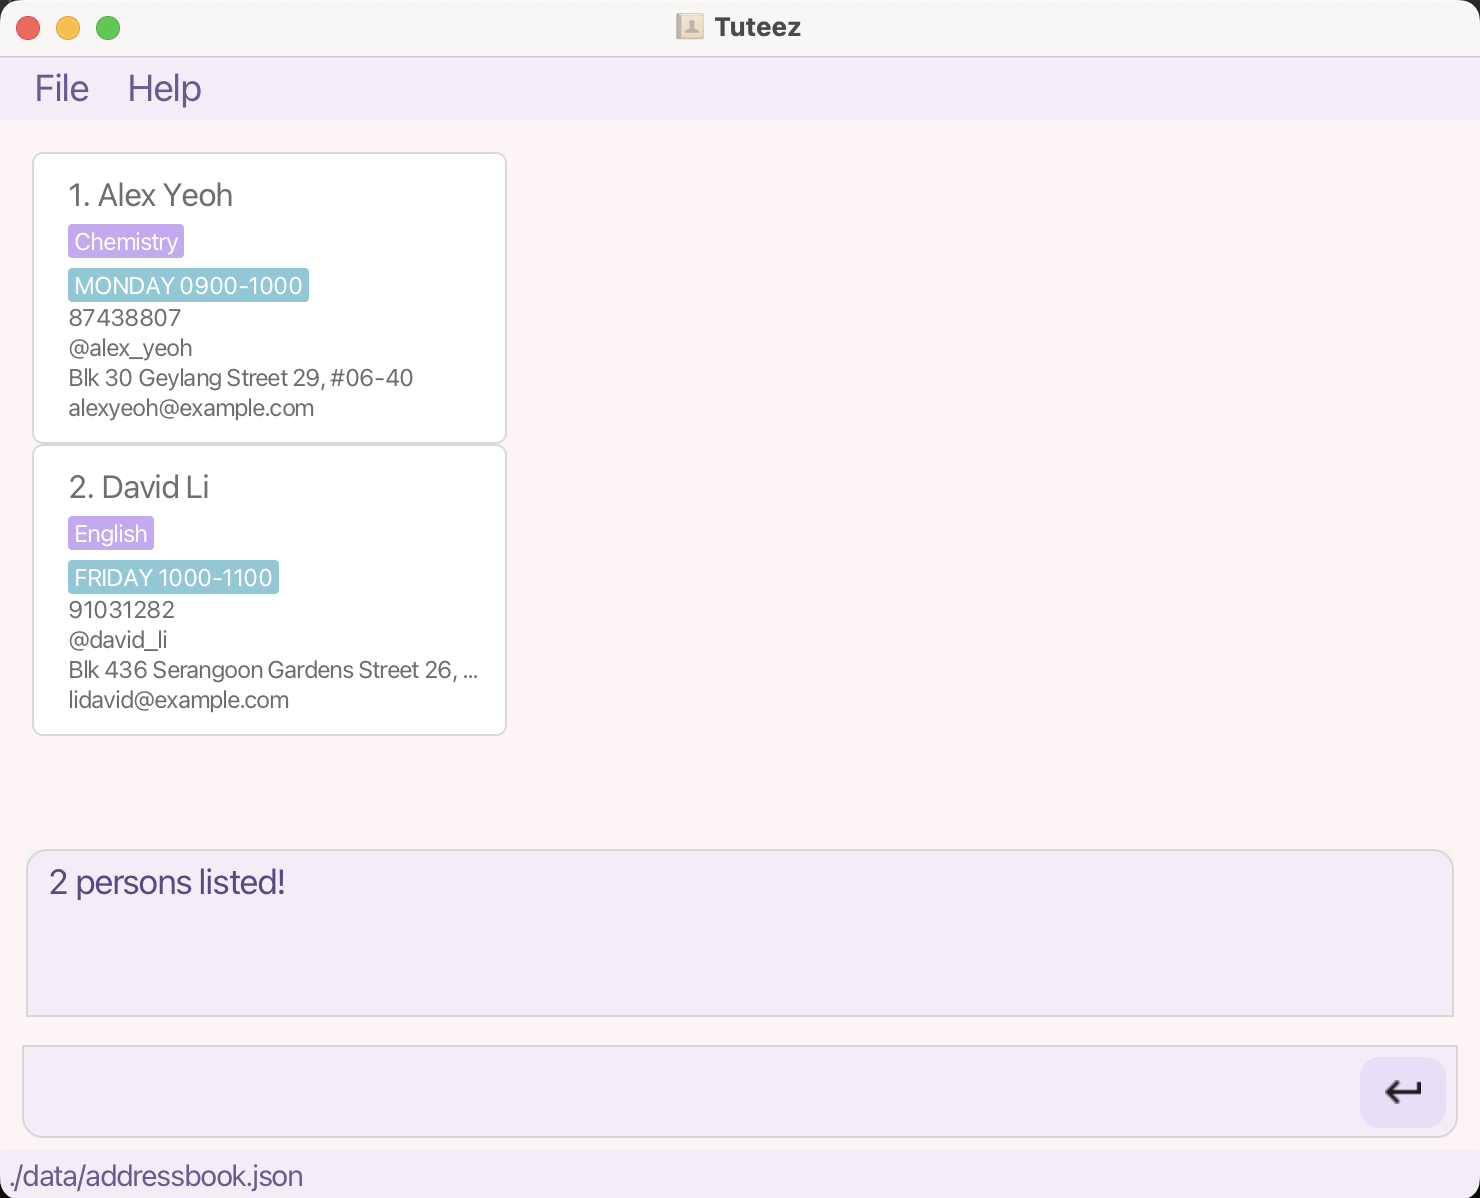 Tuteez
File Help
1. Alex Yeoh
Chemistry
MONDAY 0900-1000
87438807
@alex_yeoh
Blk 30 Geylang Street 29, #06-40
alexyeoh@example.com
2. David Li
English
FRIDAY 1000-1100
91031282
@david_li
Blk 436 Serangoon Gardens Street 26, ...
lidavid@example.com
2 persons listed!
./data/addressbook.json